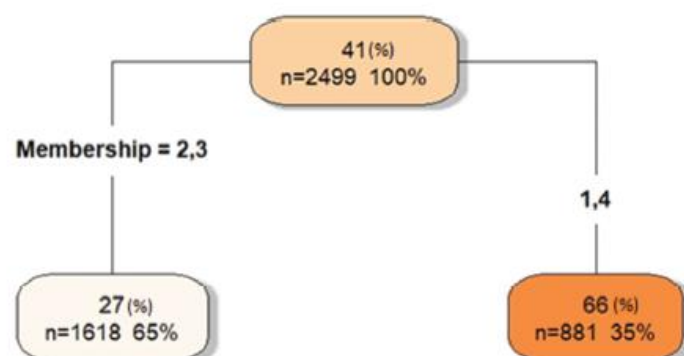 41(%)
n=2499 100%
Membership = 2,3
1,4
27(%)
n=1618 65%
66(%)
n=881 35%